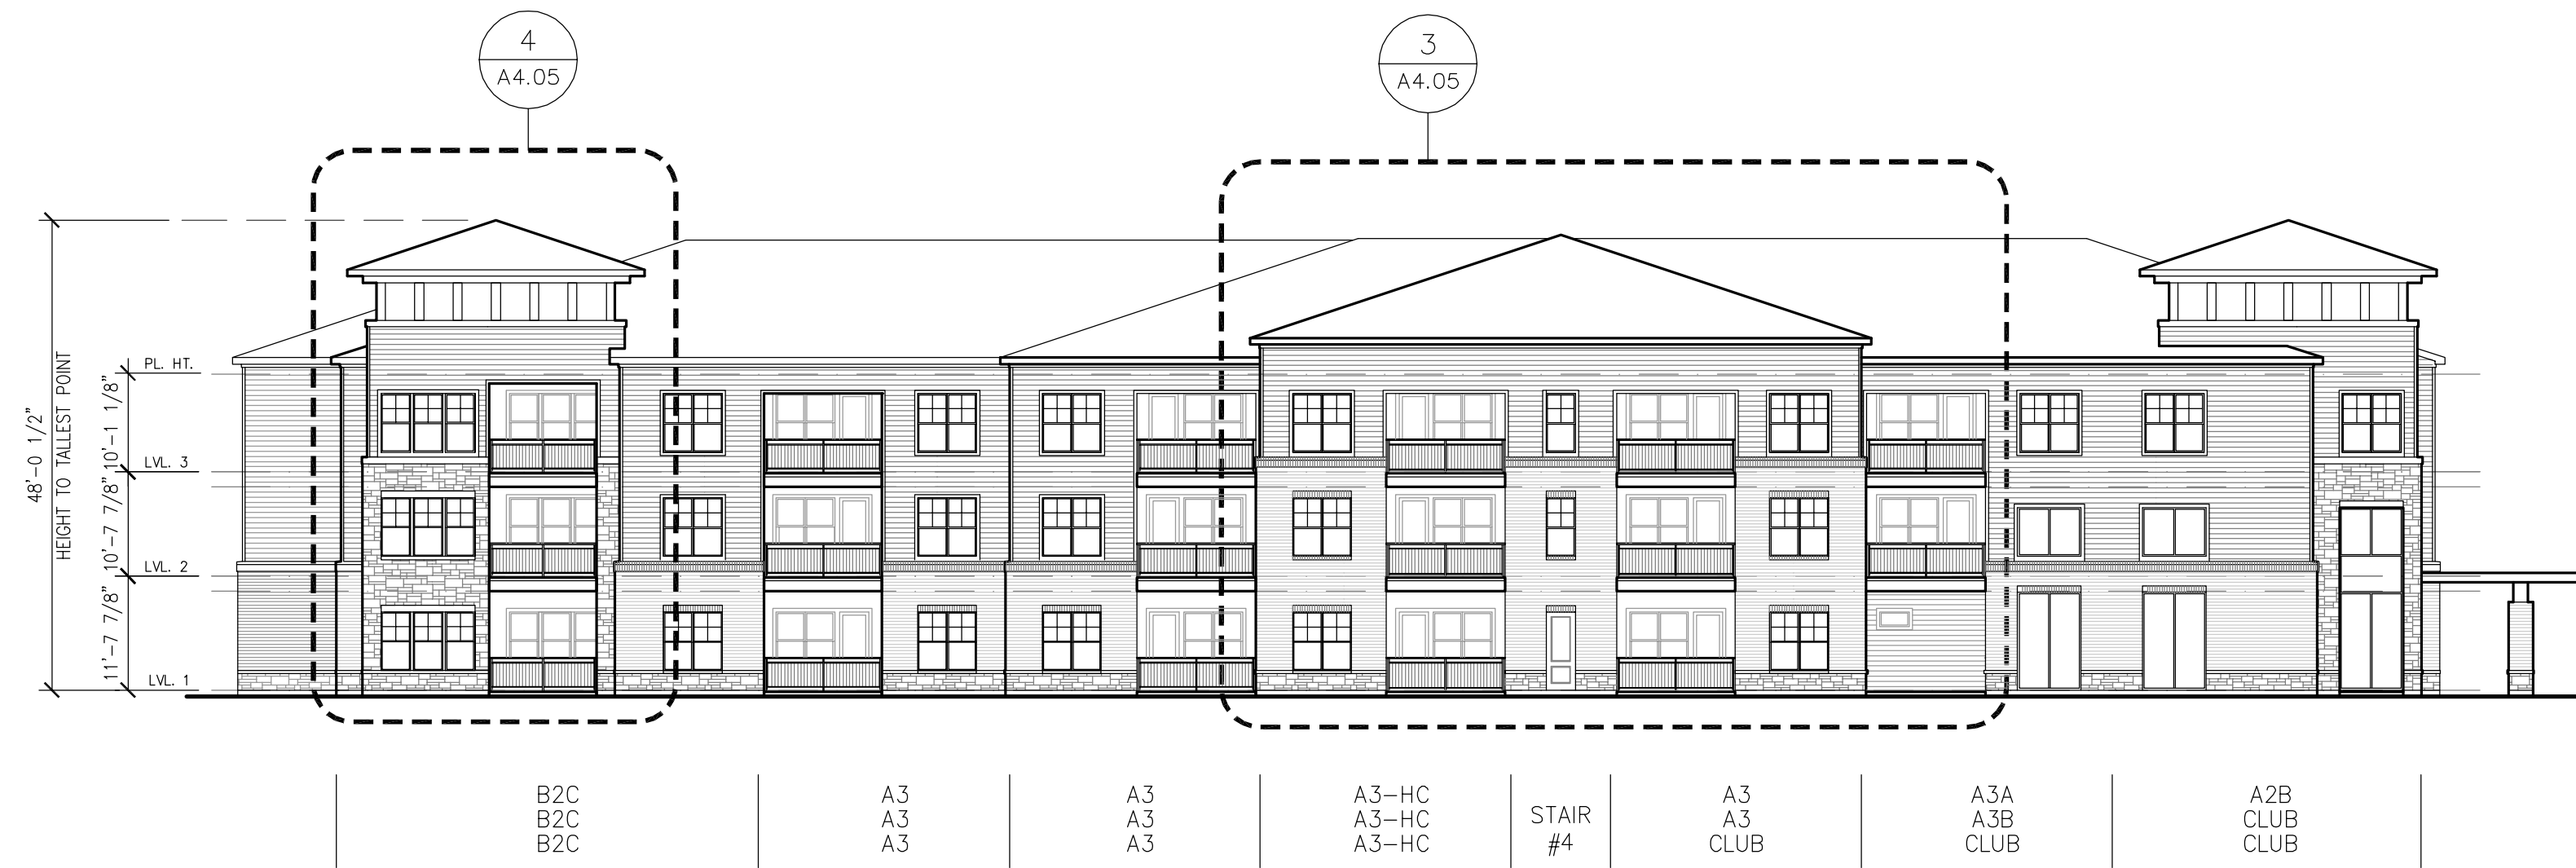 4
A4.05
3
A4.05
48'-0 1/2"
HEIGHT TO TALLEST POINT
PL. HT.
10'-1 1/8"
LVL. 3
10'-7 7/8"
LVL. 2
11'-7 7/8"
LVL. 1
B2C
B2C
B2C
A3
A3
A3
A3
A3
A3
A3-HC
A3-HC
A3-HC
STAIR
#4
A3
A3
CLUB
A3A
A3B
CLUB
A2B
CLUB
CLUB